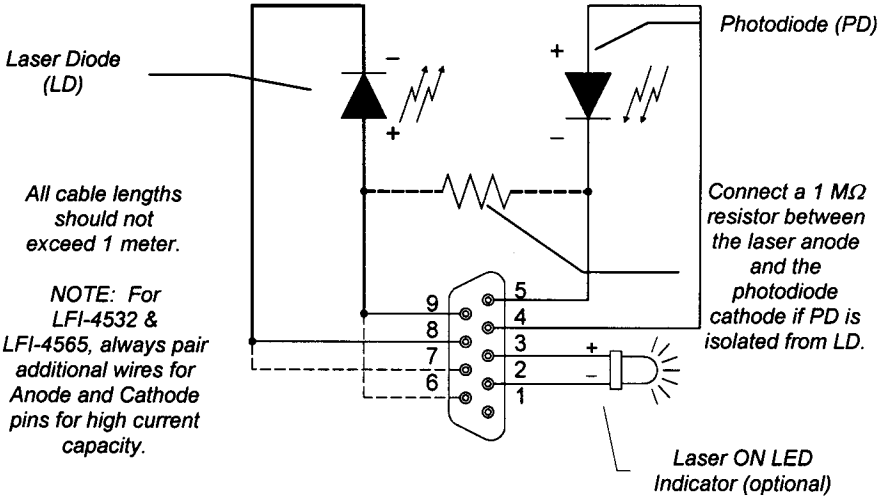 Laser Diode
(LD)
−
+
+
−
Photodiode (PD)
All cable lengths
should not
exceed 1 meter.
NOTE: For
LFI-4532 &
LFI-4565, always pair
additional wires for
Anode and Cathode
pins for high current
capacity.
Connect a 1 MΩ
resistor between
the laser anode
and the
photodiode
cathode if PD is
isolated from LD.
9
8
7
6
5
4
3
2
1
+
−
Laser ON LED
Indicator (optional)